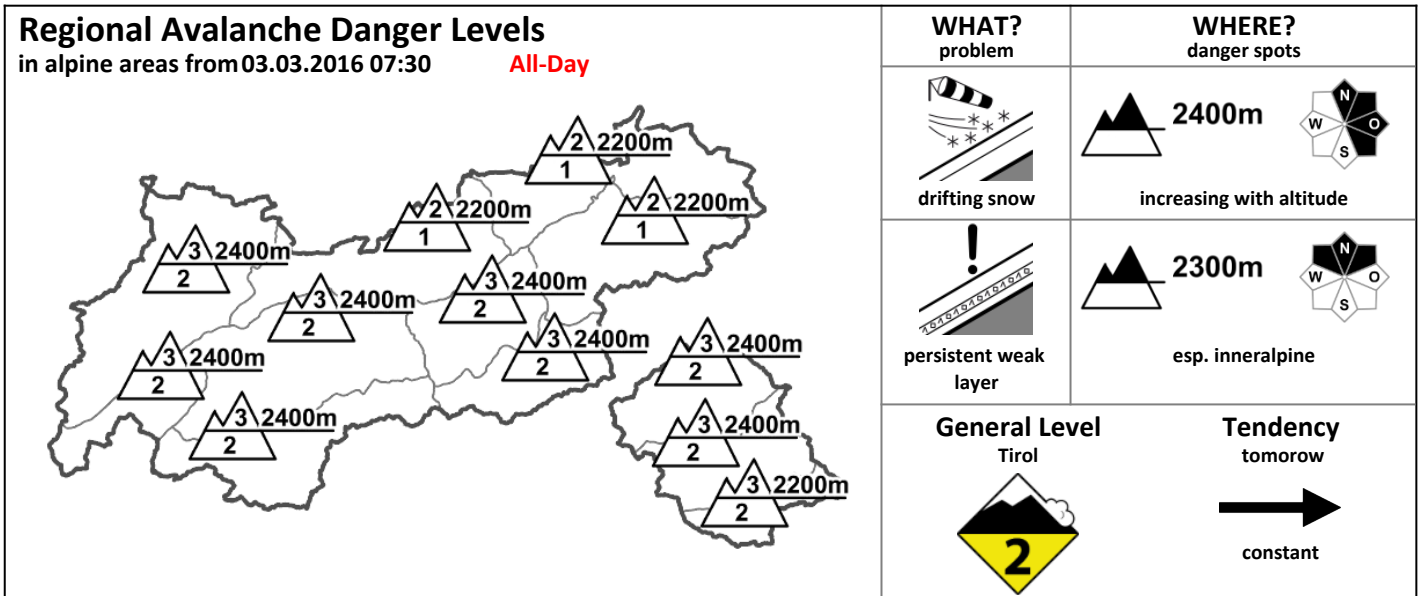 Regional Avalanche Danger Levels
in alpine areas from 03.03.2016 07:30 All-Day
2 2200m
1
2 2200m
1
2 2200m
1
3 2400m
2
3 2400m
2
3 2400m
2
3 2400m
2
3 2400m
2
3 2400m
2
3 2400m
2
3 2400m
2
3 2200m
2
WHAT?
problem
WHERE?
danger spots
drifting snow
2400m
N
W O
S
increasing with altitude
persistent weak
layer
2300m
N
W O
S
esp. inneralpine
General Level
Tirol
2
Tendency
tomorow
constant